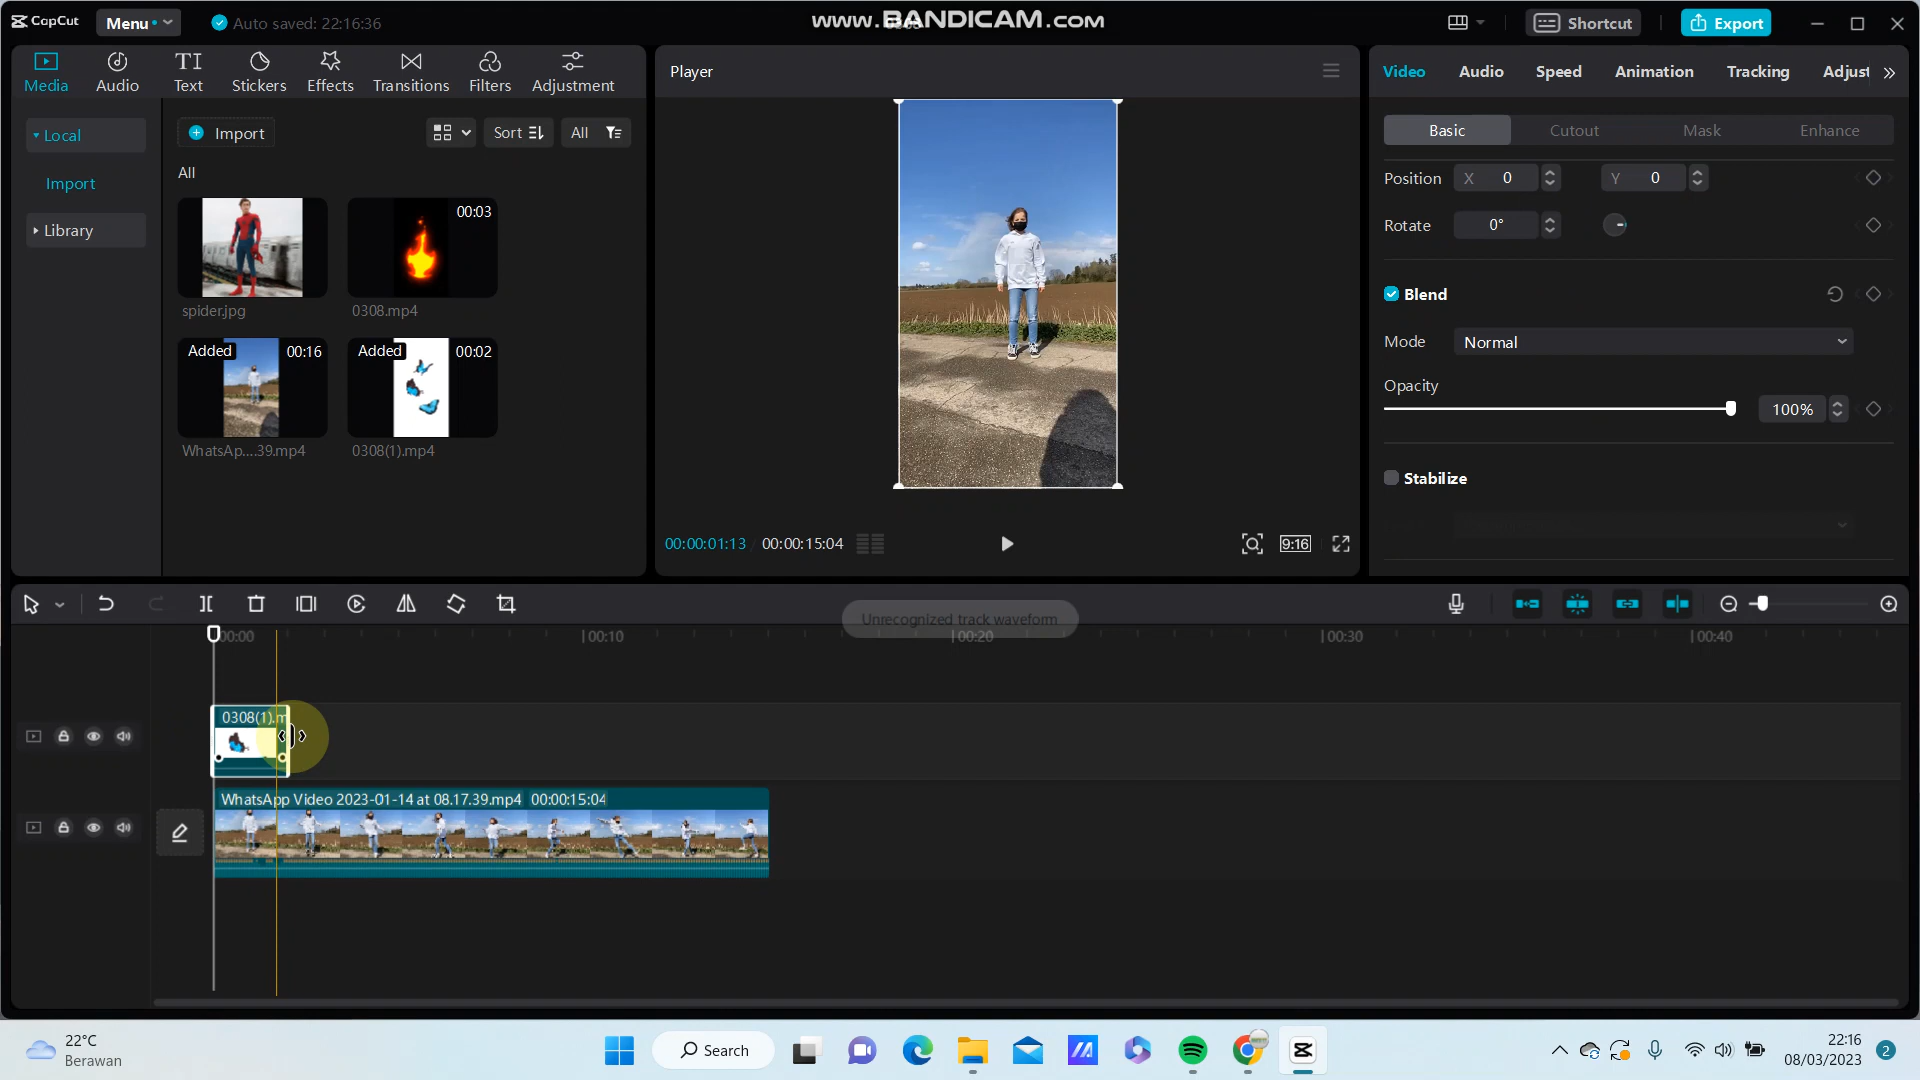 CapCut
Menu
Auto saved: 22:16:36
www.BANDICAM.com
Shortcut
Export
Media
Audio
Text
Stickers
Effects
Transitions
Filters
Adjustment
Player
Video
Audio
Speed
Animation
Tracking
Adjust
Local
Import
Library
Import
Sort
All
All
00:03
spider.jpg
0308.mp4
Added
00:16
Added
00:02
WhatsAp....39.mp4
0308(1).mp4
Basic
Cutout
Mask
Enhance
Position
X 0
Y 0
Rotate
0°
Blend
Mode
Normal
Opacity
100%
Stabilize
00:00:01:13
00:00:15:04
9:16
Unrecognized track waveform
00:00
00:10
00:20
00:30
00:40
0308(1).m
WhatsApp Video 2023-01-14 at 08.17.39.mp4 00:00:15:04
22°C
Berawan
Search
22:16
08/03/2023
2